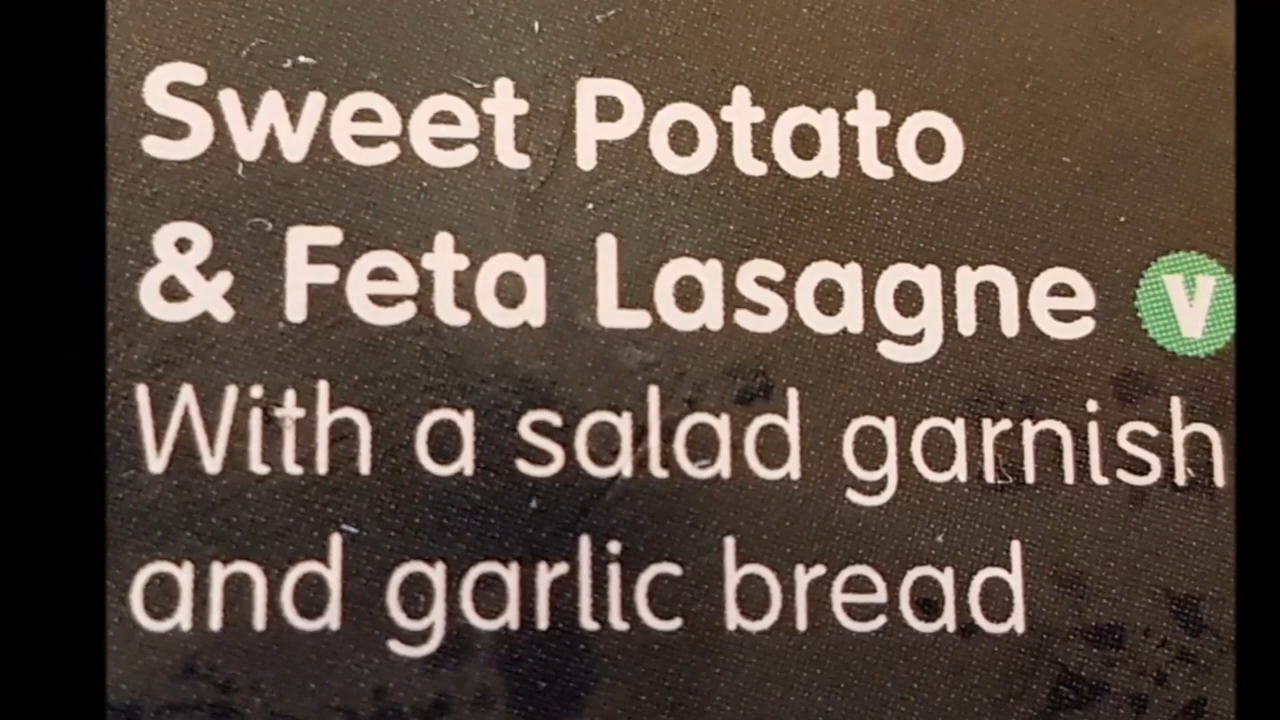 Sweet Potato
& Feta Lasagne V
With a salad garnish
and garlic bread